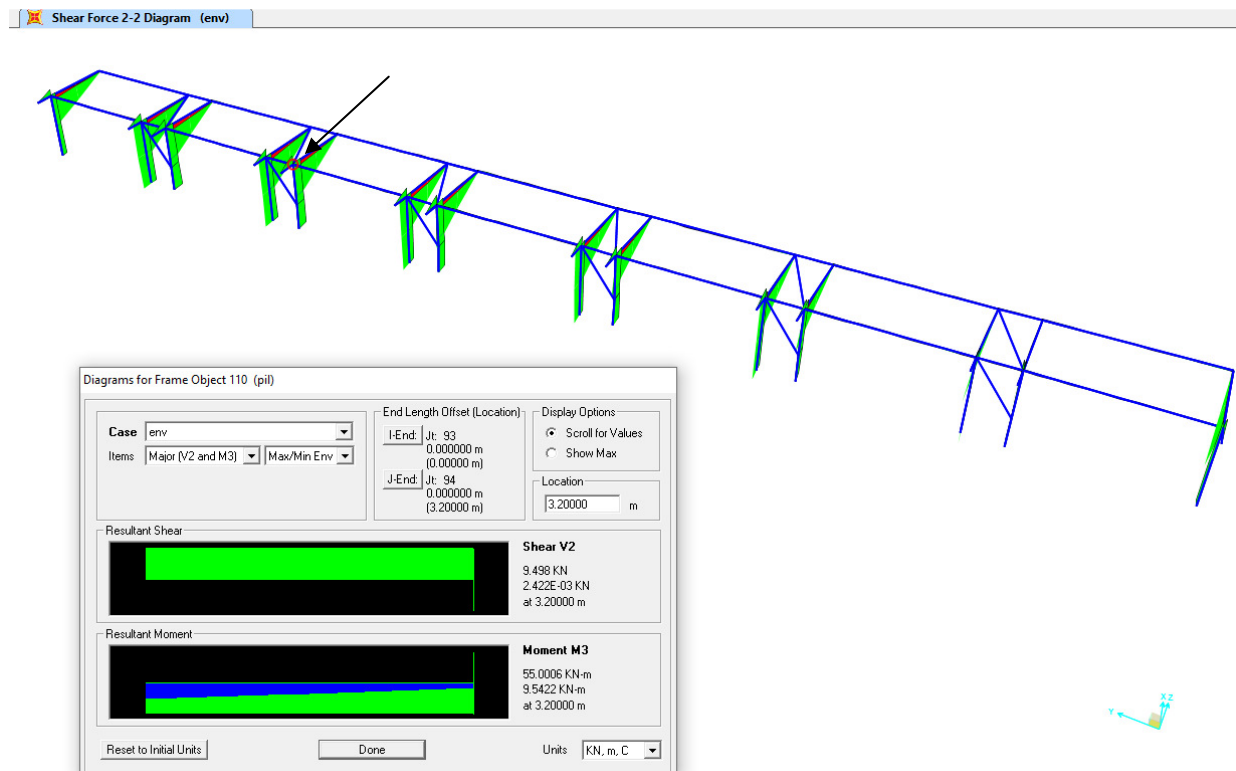 Shear Force 2-2 Diagram (env)
Diagrams for Frame Object 110 (pil)
Case env
Items Major (V2 and M3) Max/Min Env
End Length Offset (Location)
I-End: Jt: 93
0.000000 m
(0.00000 m)
J-End: Jt: 94
0.000000 m
(3.20000 m)
Display Options
Scroll for Values
Show Max
Location
3.20000 m
Resultant Shear
Shear V2
9.498 KN
2.422E-03 KN
at 3.20000 m
Resultant Moment
Moment M3
55.0006 KN-m
9.5422 KN-m
at 3.20000 m
Reset to Initial Units Done Units KN, m, C
Y X Z